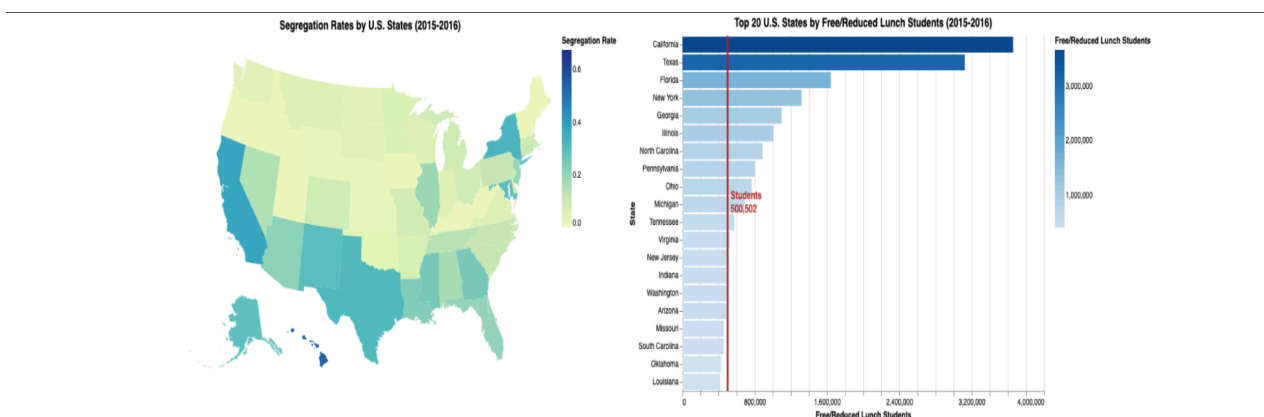 Segregation Rates by U.S. States (2015-2016)
Segregation Rate
0.6
0.4
0.2
0.0
Top 20 U.S. States by Free/Reduced Lunch Students (2015-2016)
State
California
Texas
Florida
New York
Georgia
Illinois
North Carolina
Pennsylvania
Ohio
Michigan
Tennessee
Virginia
New Jersey
Indiana
Washington
Arizona
Missouri
South Carolina
Oklahoma
Louisiana
Students
500,502
0
800,000
1,600,000
2,400,000
3,200,000
4,000,000
Free/Reduced Lunch Students
Free/Reduced Lunch Students
3,000,000
2,000,000
1,000,000